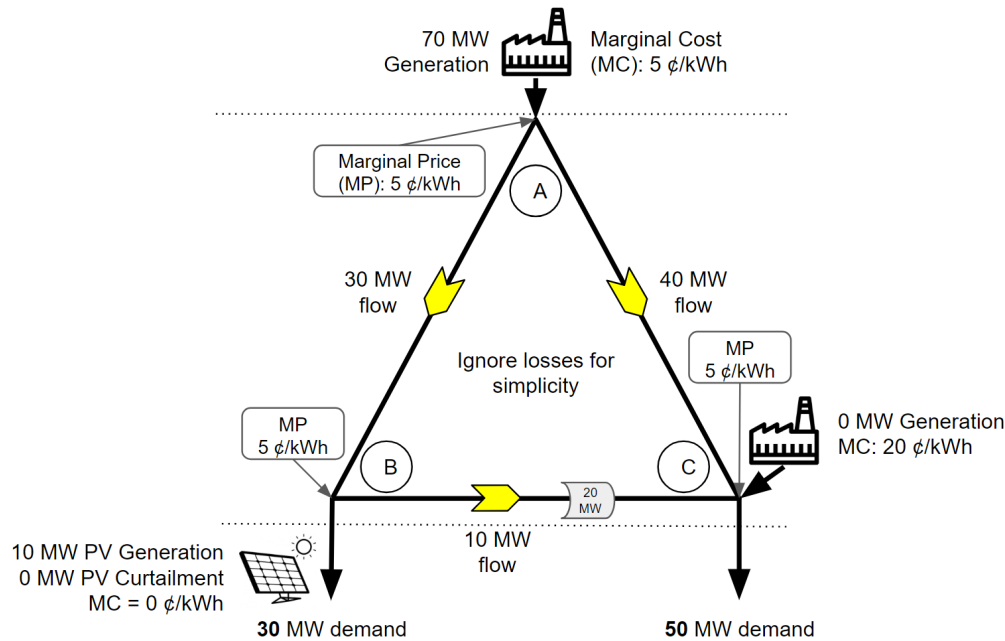 70 MW
Generation
Marginal Cost
(MC): 5 ¢/kWh
Marginal Price
(MP): 5 ¢/kWh
A
30 MW
flow
40 MW
flow
Ignore losses for
simplicity
MP
5 ¢/kWh
MP
5 ¢/kWh
0 MW Generation
MC: 20 ¢/kWh
B
C
20
MW
10 MW
flow
10 MW PV Generation
0 MW PV Curtailment
MC = 0 ¢/kWh
30 MW demand
50 MW demand